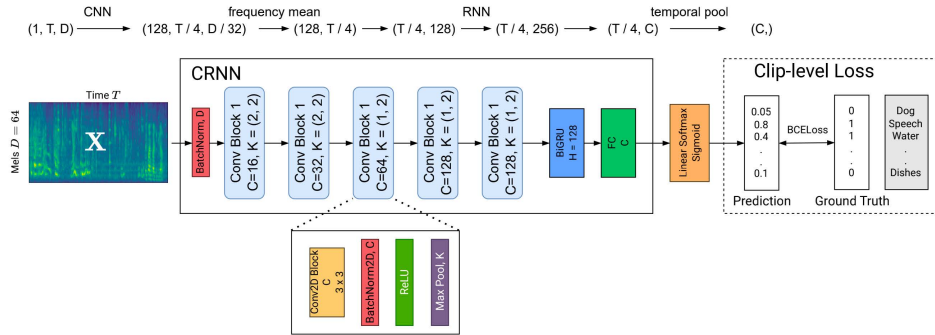 CNN
frequency mean
RNN
temporal pool
(1, T, D)
(128, T / 4, D / 32)
(128, T / 4)
(T / 4, 128)
(T / 4, 256)
(T / 4, C)
(C,)
CRNN
Clip-level Loss
Time T
Mels D = 64
X
BatchNorm, D
Conv Block 1
C=16, K = (2, 2)
Conv Block 1
C=32, K = (2, 2)
Conv Block 1
C=64, K = (1, 2)
Conv Block 1
C=128, K = (1, 2)
Conv Block 1
C=128, K = (1, 2)
BiGRU
H = 128
FC
C
Linear Softmax
Sigmoid
0.05
0.8
0.4
.
.
0.1
Prediction
BCELoss
0
1
1
.
.
0
Ground Truth
Dog
Speech
Water
.
.
Dishes
Conv2D Block
C
3 x 3
BatchNorm2D, C
ReLU
Max Pool, K